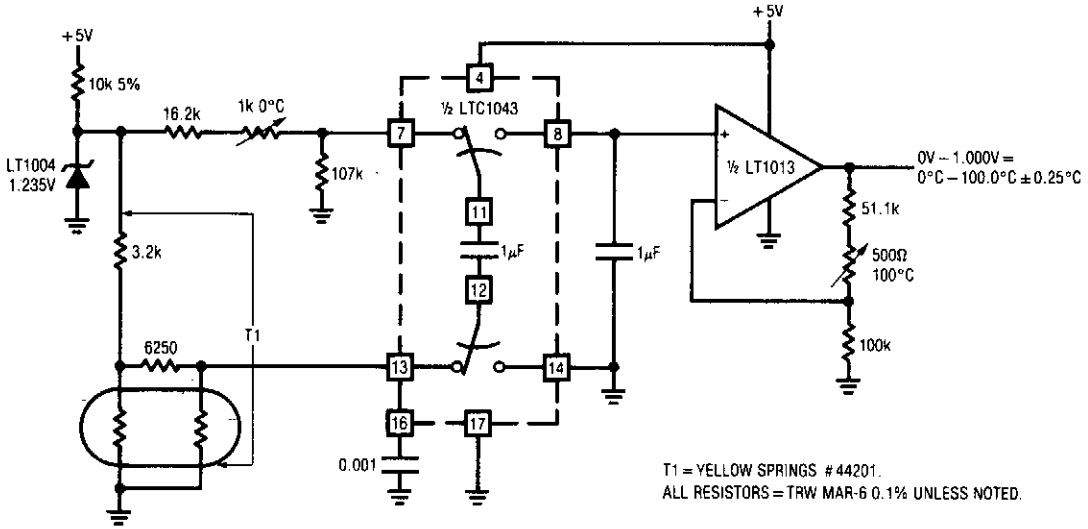 +5V
+5V
10k 5%
4
½ LTC1043
16.2k
1k 0°C
7
8
+
½ LT1013
−
LT1004
1.235V
107k
0V – 1.000V =
0°C – 100.0°C ± 0.25°C
51.1k
11
3.2k
1µF
1µF
500Ω
100°C
12
T1
6250
100k
13
14
16
17
0.001
T1 = YELLOW SPRINGS #44201.
ALL RESISTORS = TRW MAR-6 0.1% UNLESS NOTED.